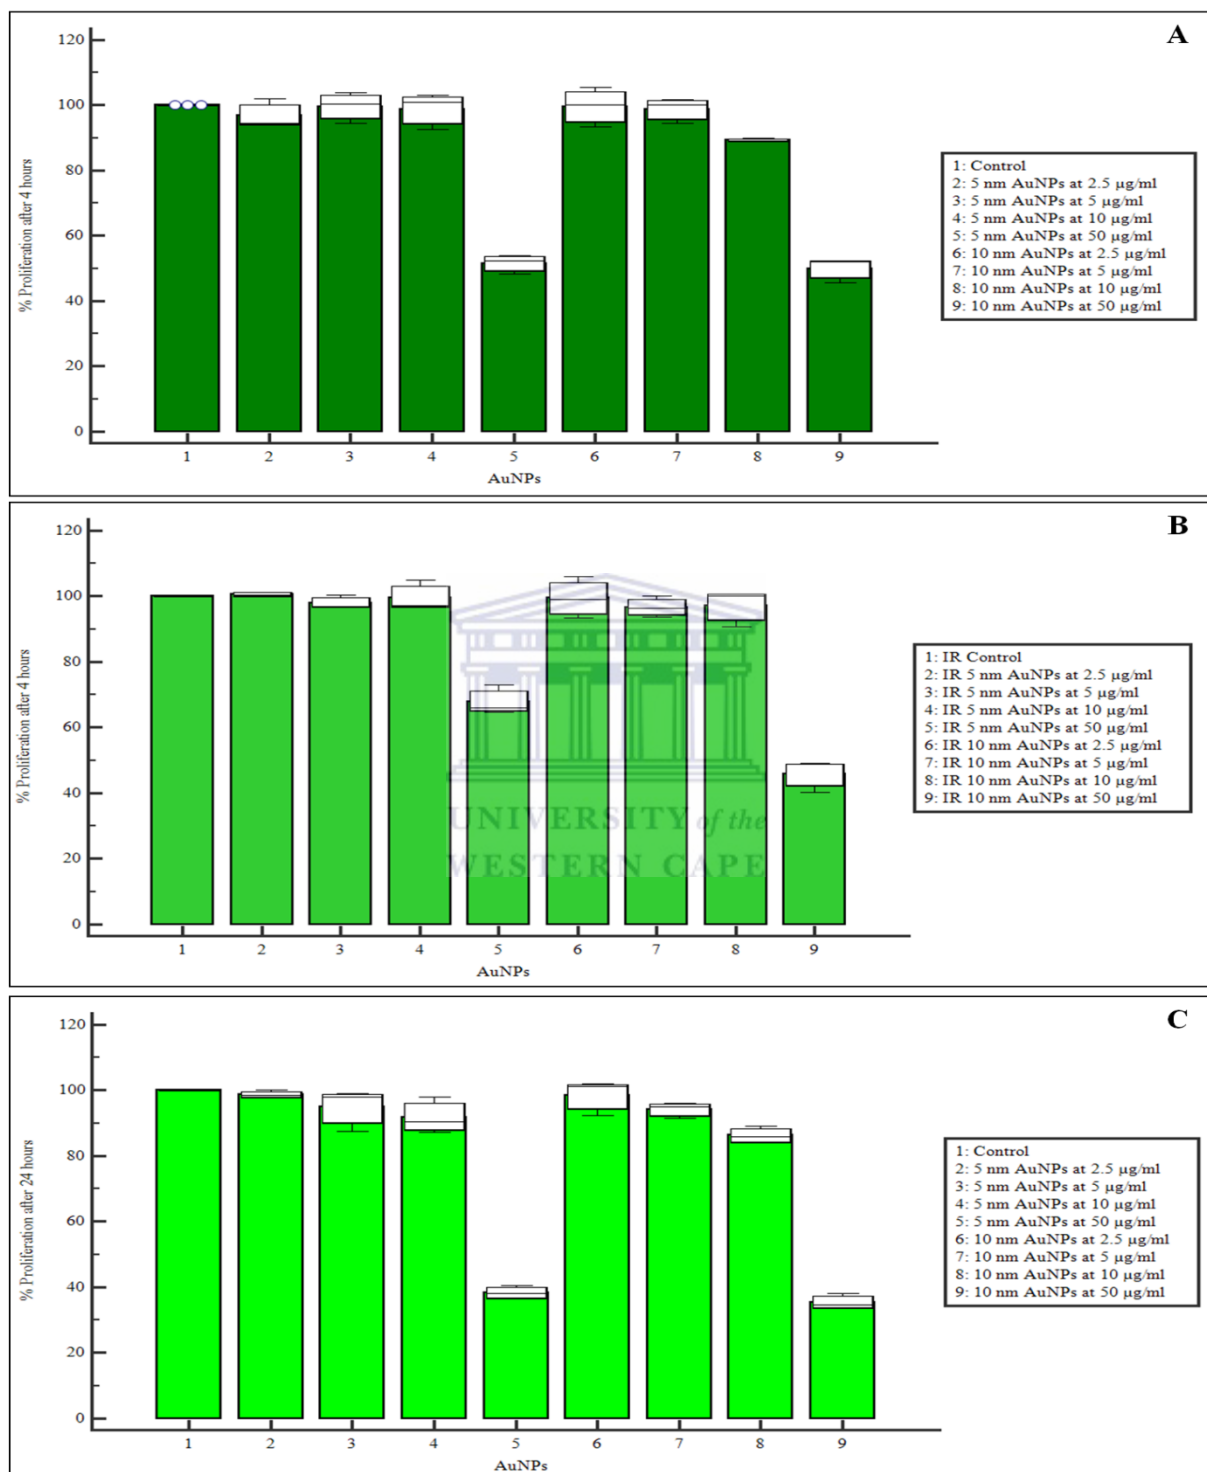 A
120
100
80
60
40
20
0
% Proliferation after 4 hours
1 2 3 4 5 6 7 8 9
AuNPs
1: Control
2: 5 nm AuNPs at 2.5 µg/ml
3: 5 nm AuNPs at 5 µg/ml
4: 5 nm AuNPs at 10 µg/ml
5: 5 nm AuNPs at 50 µg/ml
6: 10 nm AuNPs at 2.5 µg/ml
7: 10 nm AuNPs at 5 µg/ml
8: 10 nm AuNPs at 10 µg/ml
9: 10 nm AuNPs at 50 µg/ml
B
120
100
80
60
40
20
0
% Proliferation after 4 hours
1 2 3 4 5 6 7 8 9
AuNPs
UNIVERSITY of the
WESTERN CAPE
1: IR Control
2: IR 5 nm AuNPs at 2.5 µg/ml
3: IR 5 nm AuNPs at 5 µg/ml
4: IR 5 nm AuNPs at 10 µg/ml
5: IR 5 nm AuNPs at 50 µg/ml
6: IR 10 nm AuNPs at 2.5 µg/ml
7: IR 10 nm AuNPs at 5 µg/ml
8: IR 10 nm AuNPs at 10 µg/ml
9: IR 10 nm AuNPs at 50 µg/ml
C
120
100
80
60
40
20
0
% Proliferation after 24 hours
1 2 3 4 5 6 7 8 9
AuNPs
1: Control
2: 5 nm AuNPs at 2.5 µg/ml
3: 5 nm AuNPs at 5 µg/ml
4: 5 nm AuNPs at 10 µg/ml
5: 5 nm AuNPs at 50 µg/ml
6: 10 nm AuNPs at 2.5 µg/ml
7: 10 nm AuNPs at 5 µg/ml
8: 10 nm AuNPs at 10 µg/ml
9: 10 nm AuNPs at 50 µg/ml